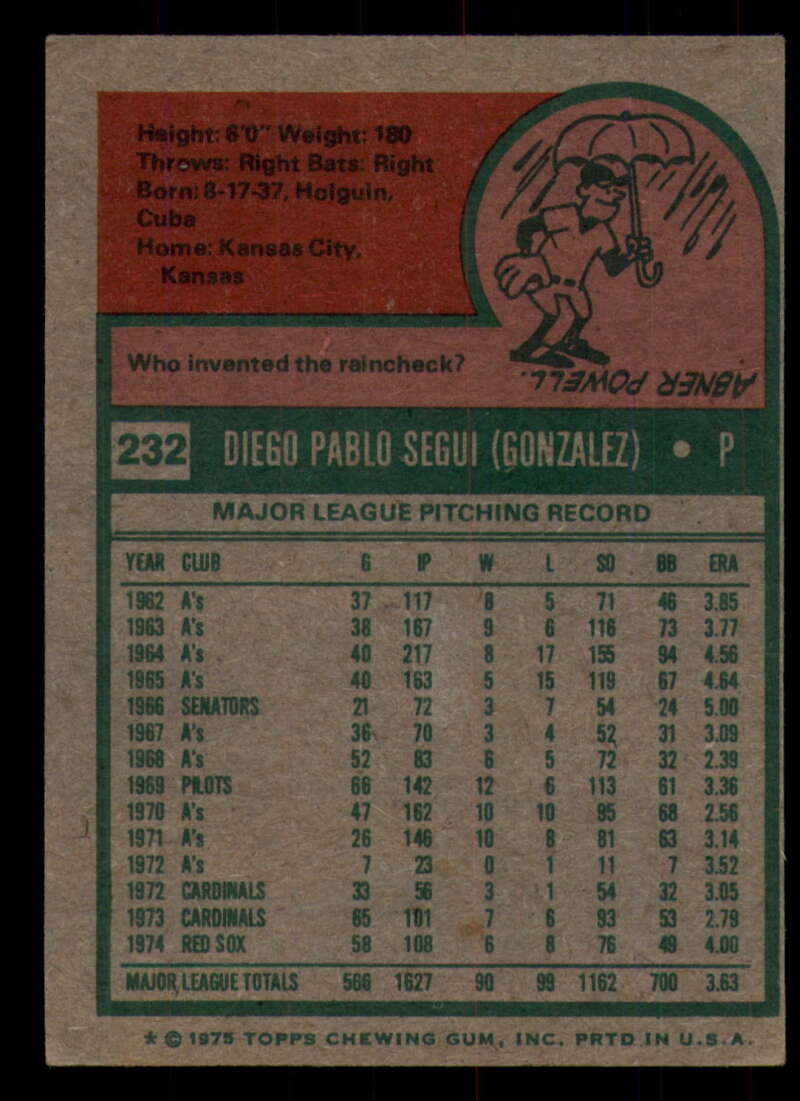 Height: 6'0" Weight: 180
Throws: Right Bats: Right
Born: 8-17-37, Holguin,
Cuba
Home: Kansas City,
Kansas
Who invented the raincheck?
ABNER POWELL.
232 DIEGO PABLO SEGUI (GONZALEZ) • P
MAJOR LEAGUE PITCHING RECORD
YEAR CLUB G IP W L SO BB ERA
1962 A's 37 117 8 5 71 46 3.85
1963 A's 38 167 9 6 116 73 3.77
1964 A's 40 217 8 17 155 94 4.56
1965 A's 40 163 5 15 119 67 4.64
1966 SENATORS 21 72 3 7 54 24 5.00
1967 A's 36 70 3 4 52 31 3.09
1968 A's 52 83 6 5 72 32 2.39
1969 PILOTS 66 142 12 6 113 61 3.36
1970 A's 47 162 10 10 95 68 2.56
1971 A's 26 146 10 8 81 63 3.14
1972 A's 7 23 0 1 11 7 3.52
1972 CARDINALS 33 56 3 1 54 32 3.05
1973 CARDINALS 65 101 7 6 93 53 2.79
1974 RED SOX 58 108 6 8 76 49 4.00
MAJOR LEAGUE TOTALS 566 1627 90 99 1162 700 3.63
* © 1975 TOPPS CHEWING GUM, INC. PRTD IN U.S.A.